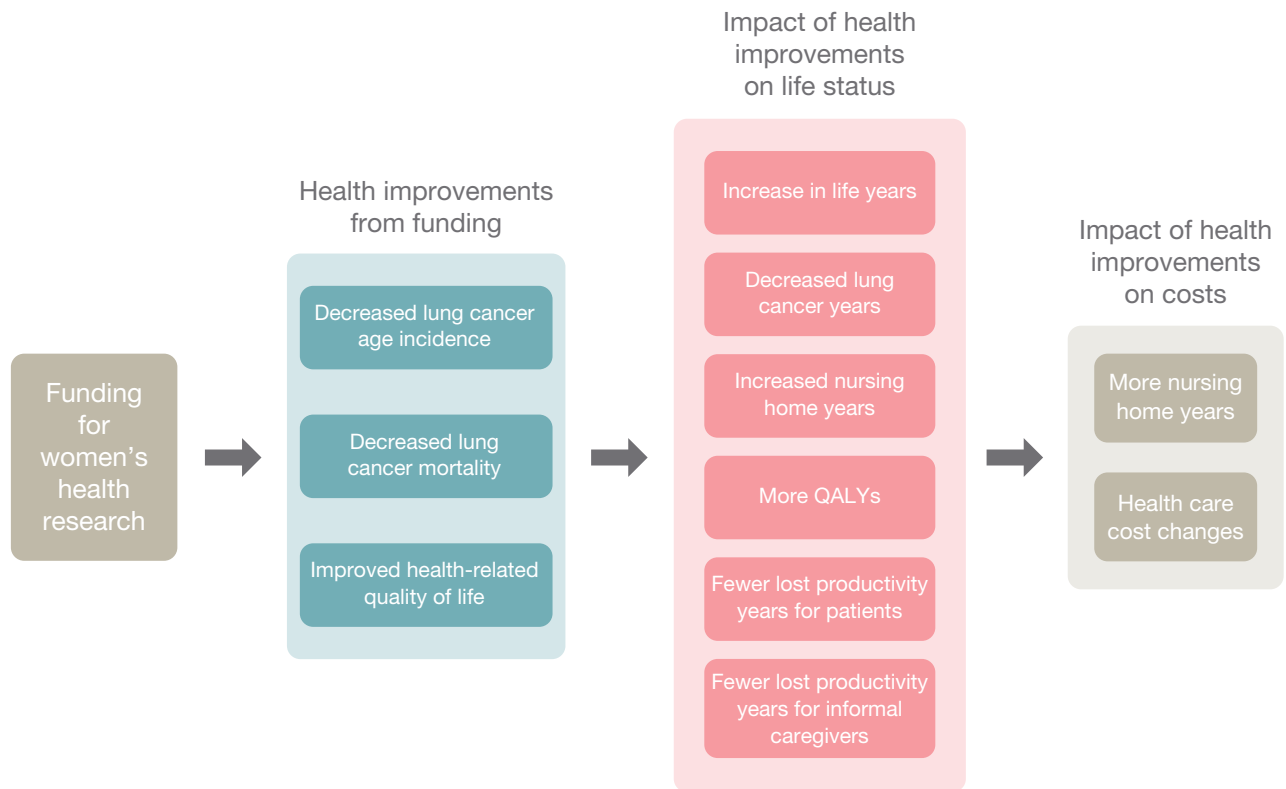 Funding
for
women's
health
research
Health improvements
from funding
Decreased lung cancer
age incidence
Decreased lung
cancer mortality
Improved health-related
quality of life
Impact of health
improvements
on life status
Increase in life years
Decreased lung
cancer years
Increased nursing
home years
More QALYs
Fewer lost productivity
years for patients
Fewer lost productivity
years for informal
caregivers
Impact of health
improvements
on costs
More nursing
home years
Health care
cost changes